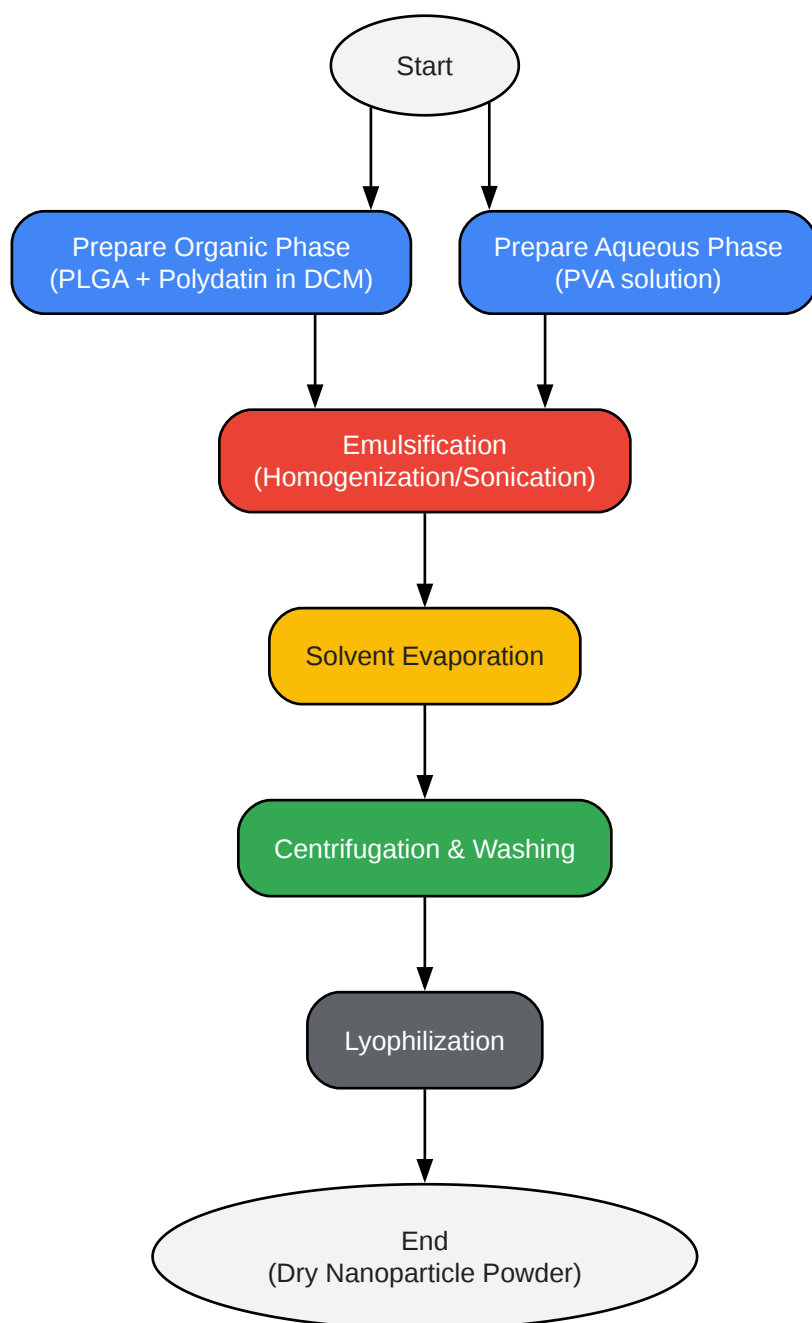 Start
Prepare Organic Phase
(PLGA + Polydatin in DCM)
Prepare Aqueous Phase
(PVA solution)
Emulsification
(Homogenization/Sonication)
Solvent Evaporation
Centrifugation & Washing
Lyophilization
End
(Dry Nanoparticle Powder)